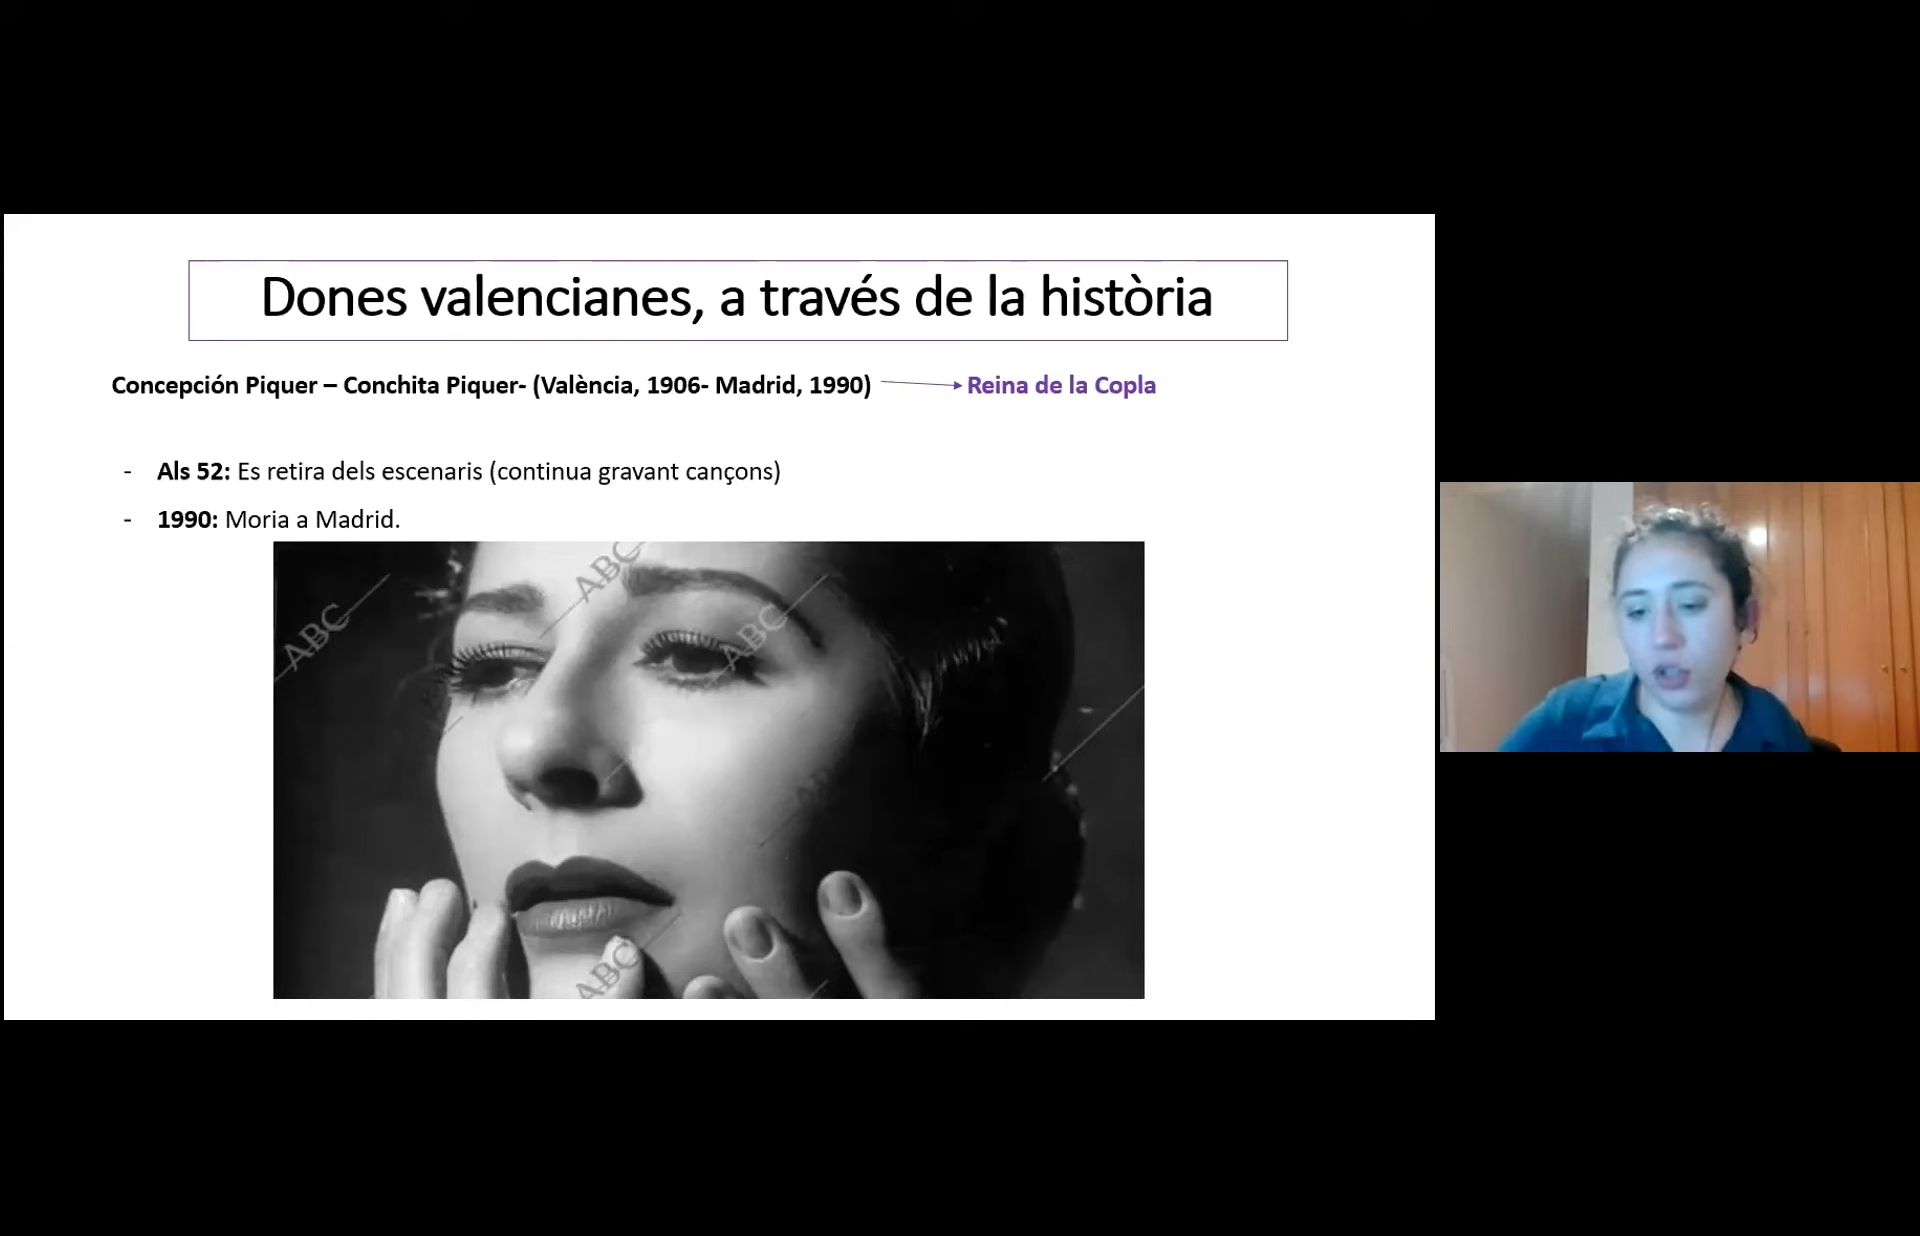 Dones valencianes, a través de la història
Concepción Piquer – Conchita Piquer- (València, 1906- Madrid, 1990) Reina de la Copla
- Als 52: Es retira dels escenaris (continua gravant cançons)
- 1990: Moria a Madrid.
ABC
ABC
ABC
ABC
ABC